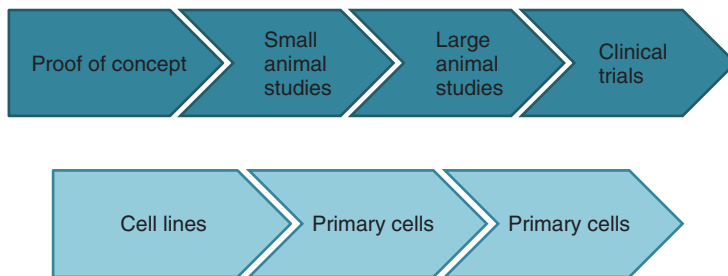 Proof of concept
Small
animal
studies
Large
animal
studies
Clinical
trials
Cell lines
Primary cells
Primary cells